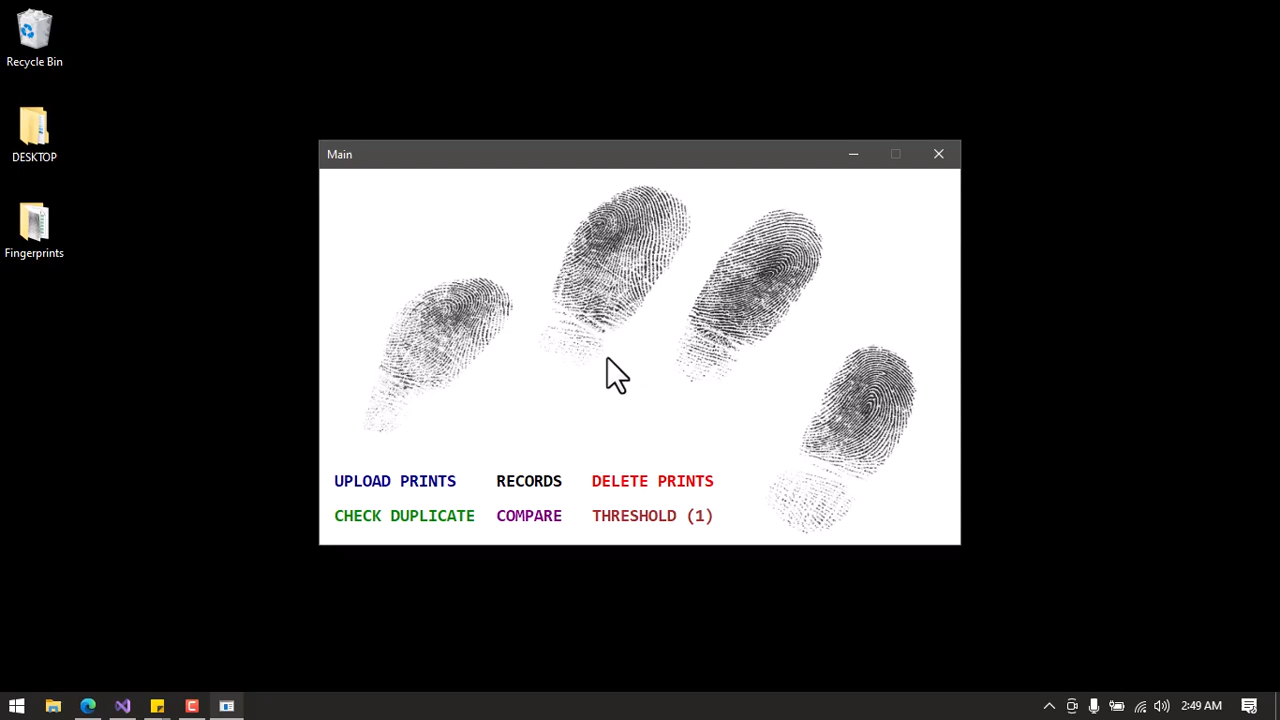 Recycle Bin
DESKTOP
Fingerprints
Main
UPLOAD PRINTS RECORDS DELETE PRINTS
CHECK DUPLICATE COMPARE THRESHOLD (1)
2:49 AM